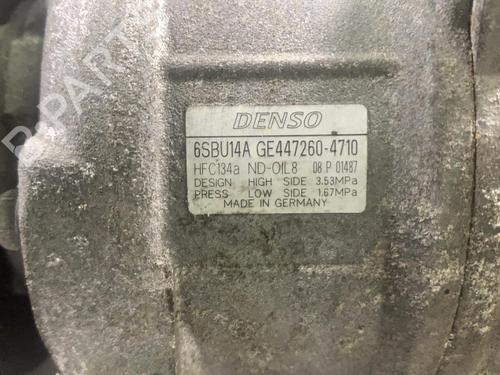 DENSO
6SBU14A GE447260-4710
HFC134a ND-OIL8 08 P 01487
DESIGN HIGH SIDE 3.53MPa
PRESS LOW SIDE 1.67MPa
MADE IN GERMANY